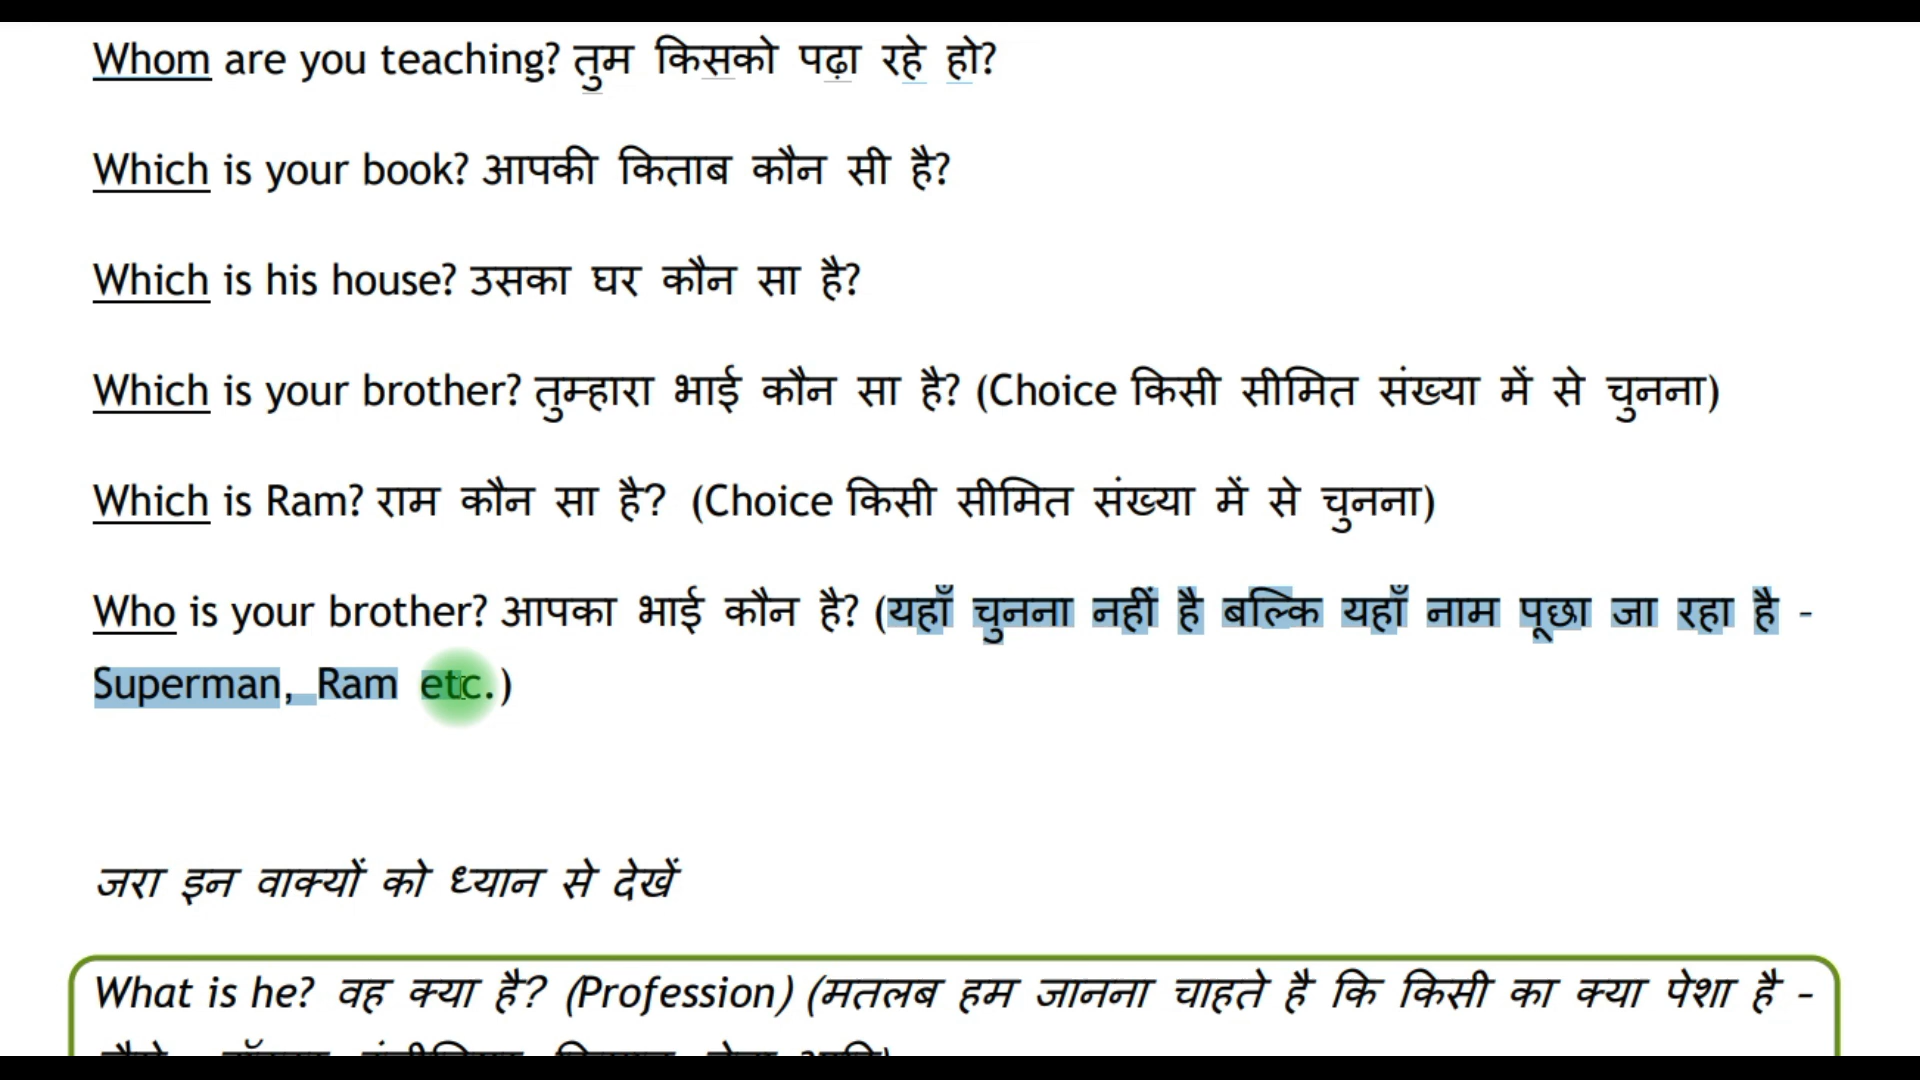 Whom are you teaching? तुम किसको पढ़ा रहे हो?
Which is your book? आपकी किताब कौन सी है?
Which is his house? उसका घर कौन सा है?
Which is your brother? तुम्हारा भाई कौन सा है? (Choice किसी सीमित संख्या में से चुनना)
Which is Ram? राम कौन सा है? (Choice किसी सीमित संख्या में से चुनना)
Who is your brother? आपका भाई कौन है? (यहाँ चुनना नहीं है बल्कि यहाँ नाम पूछा जा रहा है -
Superman, Ram etc.)
जरा इन वाक्यों को ध्यान से देखें
What is he? वह क्या है? (Profession) (मतलब हम जानना चाहते है कि किसी का क्या पेशा है -